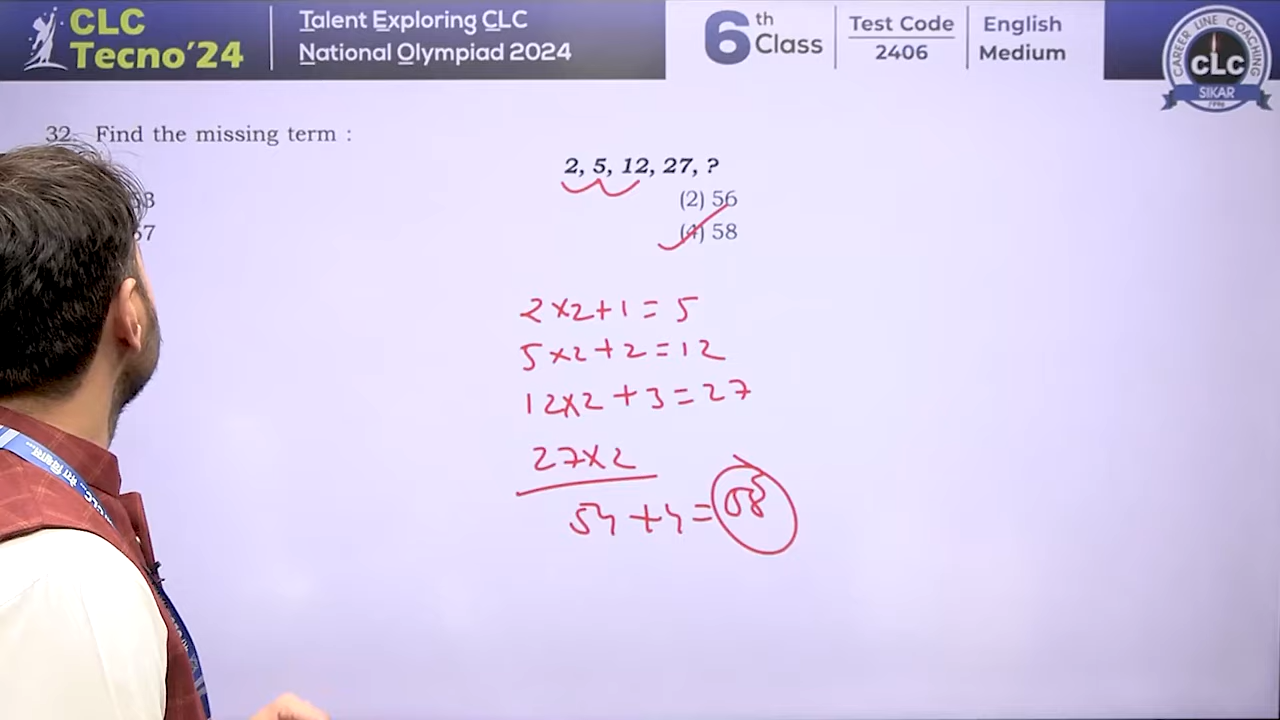 CLC
Tecno'24
Talent Exploring CLC
National Olympiad 2024
6th Class
Test Code
2406
English
Medium
CAREER LINE COACHING
CLC
SIKAR
1996
32. Find the missing term :
2, 5, 12, 27, ?
(2) 56
(4) 58
2×2+1=5
5×2+2=12
12×2+3=27
27×2
54+4=58